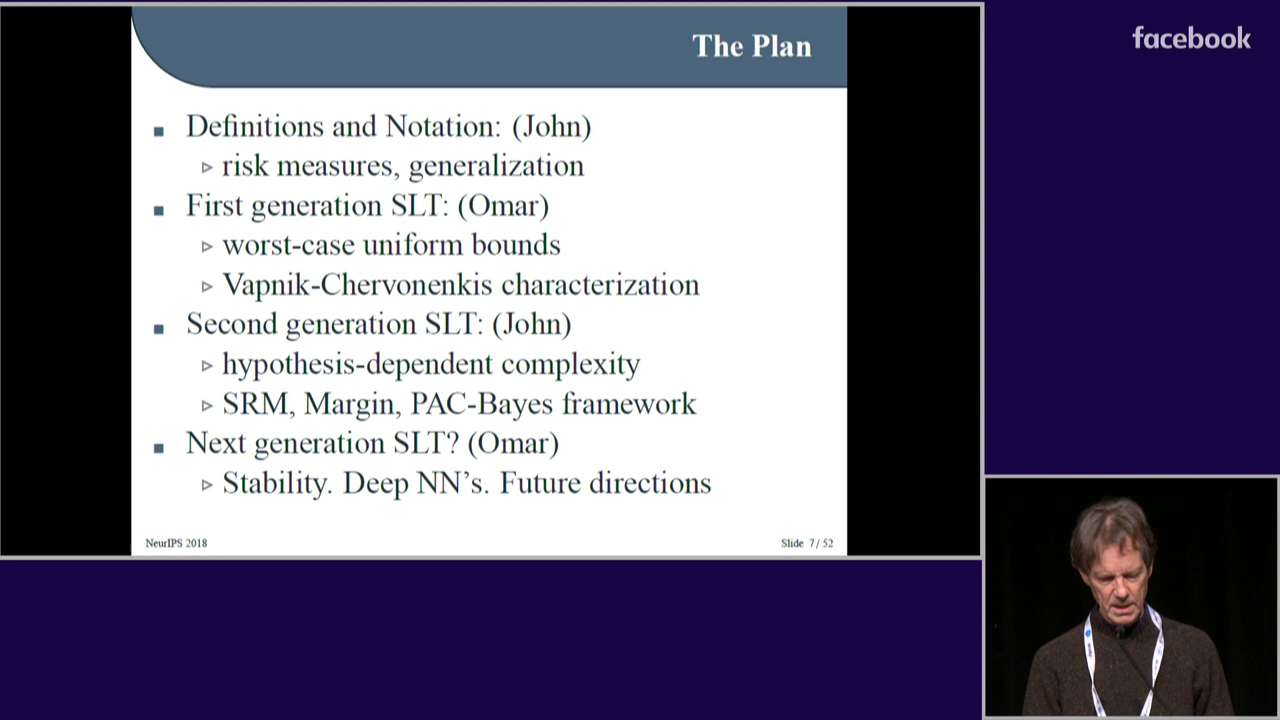 The Plan
facebook
Definitions and Notation: (John)
risk measures, generalization
First generation SLT: (Omar)
worst-case uniform bounds
Vapnik-Chervonenkis characterization
Second generation SLT: (John)
hypothesis-dependent complexity
SRM, Margin, PAC-Bayes framework
Next generation SLT? (Omar)
Stability. Deep NN's. Future directions
NeurIPS 2018
Slide 7/ 52